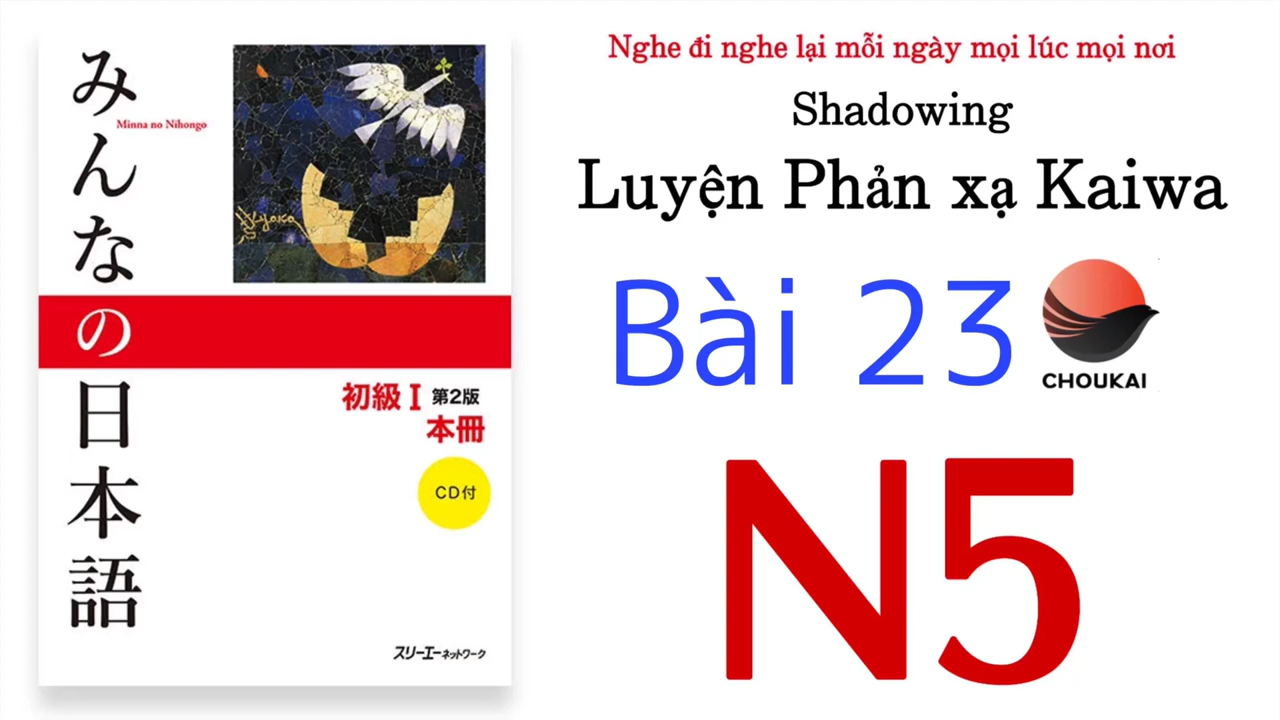 みんなの日本語
Minna no Nihongo
初級 I 第2版
本冊
CD付
スリーエーネットワーク
Nghe đi nghe lại mỗi ngày mọi lúc mọi nơi
Shadowing
Luyện Phản xạ Kaiwa
Bài 23
CHOUKAI
N5